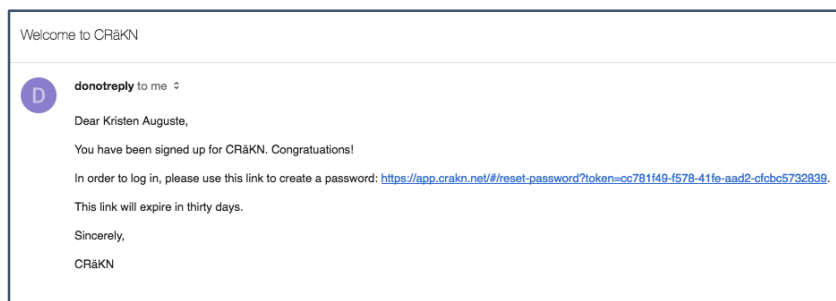 Welcome to CRäKN
D
donotreply to me
Dear Kristen Auguste,
You have been signed up for CRäKN. Congratuations!
In order to log in, please use this link to create a password: https://app.crakn.net/#/reset-password?token=cc781f49-f578-41fe-aad2-cfcbc5732839.
This link will expire in thirty days.
Sincerely,
CRäKN